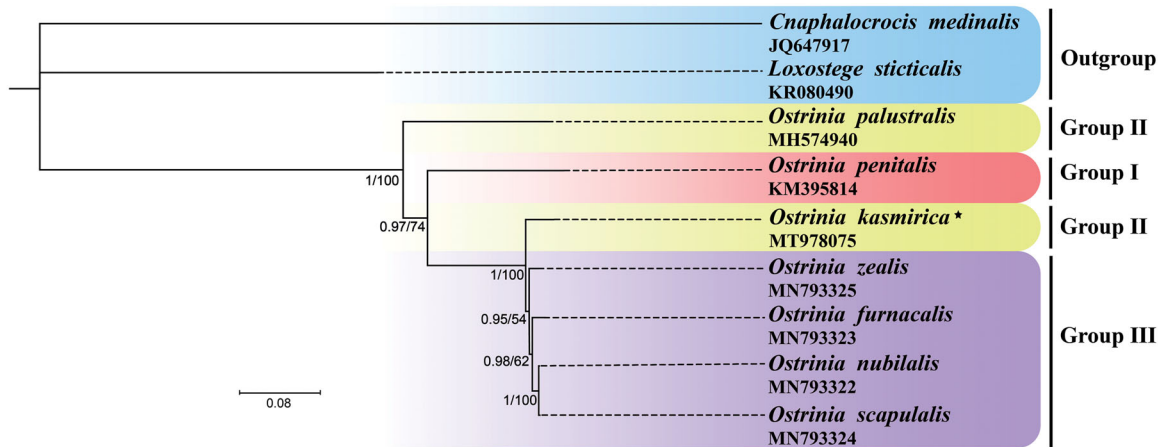 Cnaphalocrocis medinalis
JQ647917
Loxostege sticticalis
KR080490
Outgroup
Ostrinia palustralis
MH574940
Group II
1/100
Ostrinia penitalis
KM395814
Group I
0.97/74
Ostrinia kasmirica★
MT978075
Group II
1/100
Ostrinia zealis
MN793325
0.95/54
Ostrinia furnacalis
MN793323
Group III
0.98/62
Ostrinia nubilalis
MN793322
1/100
Ostrinia scapulalis
MN793324
0.08